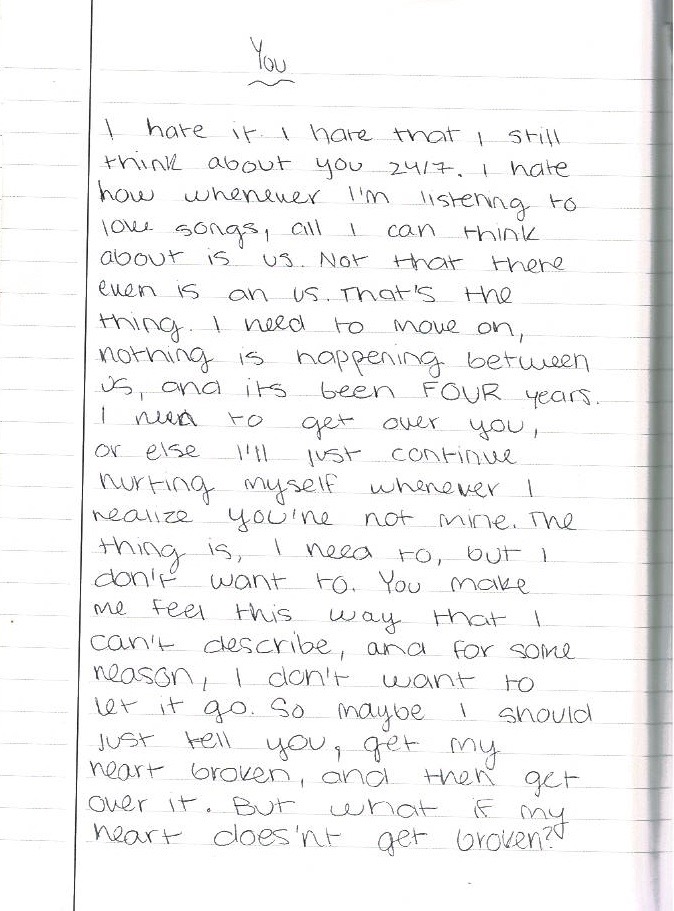 You
I hate it. I hate that I still
think about you 24/7. I hate
how whenever I'm listening to
love songs, all I can think
about is us. Not that there
even is an us. That's the
thing. I need to move on,
nothing is happening between
us, and its been FOUR years.
I need to get over you,
or else I'll just continue
hurting myself whenever I
realize you're not mine. The
thing is, I need to, but I
don't want to. You make
me feel this way that I
can't describe, and for some
reason, I don't want to
let it go. So maybe I should
just tell you, get my
heart broken, and then get
over it. But what if my
heart does'nt get broken?